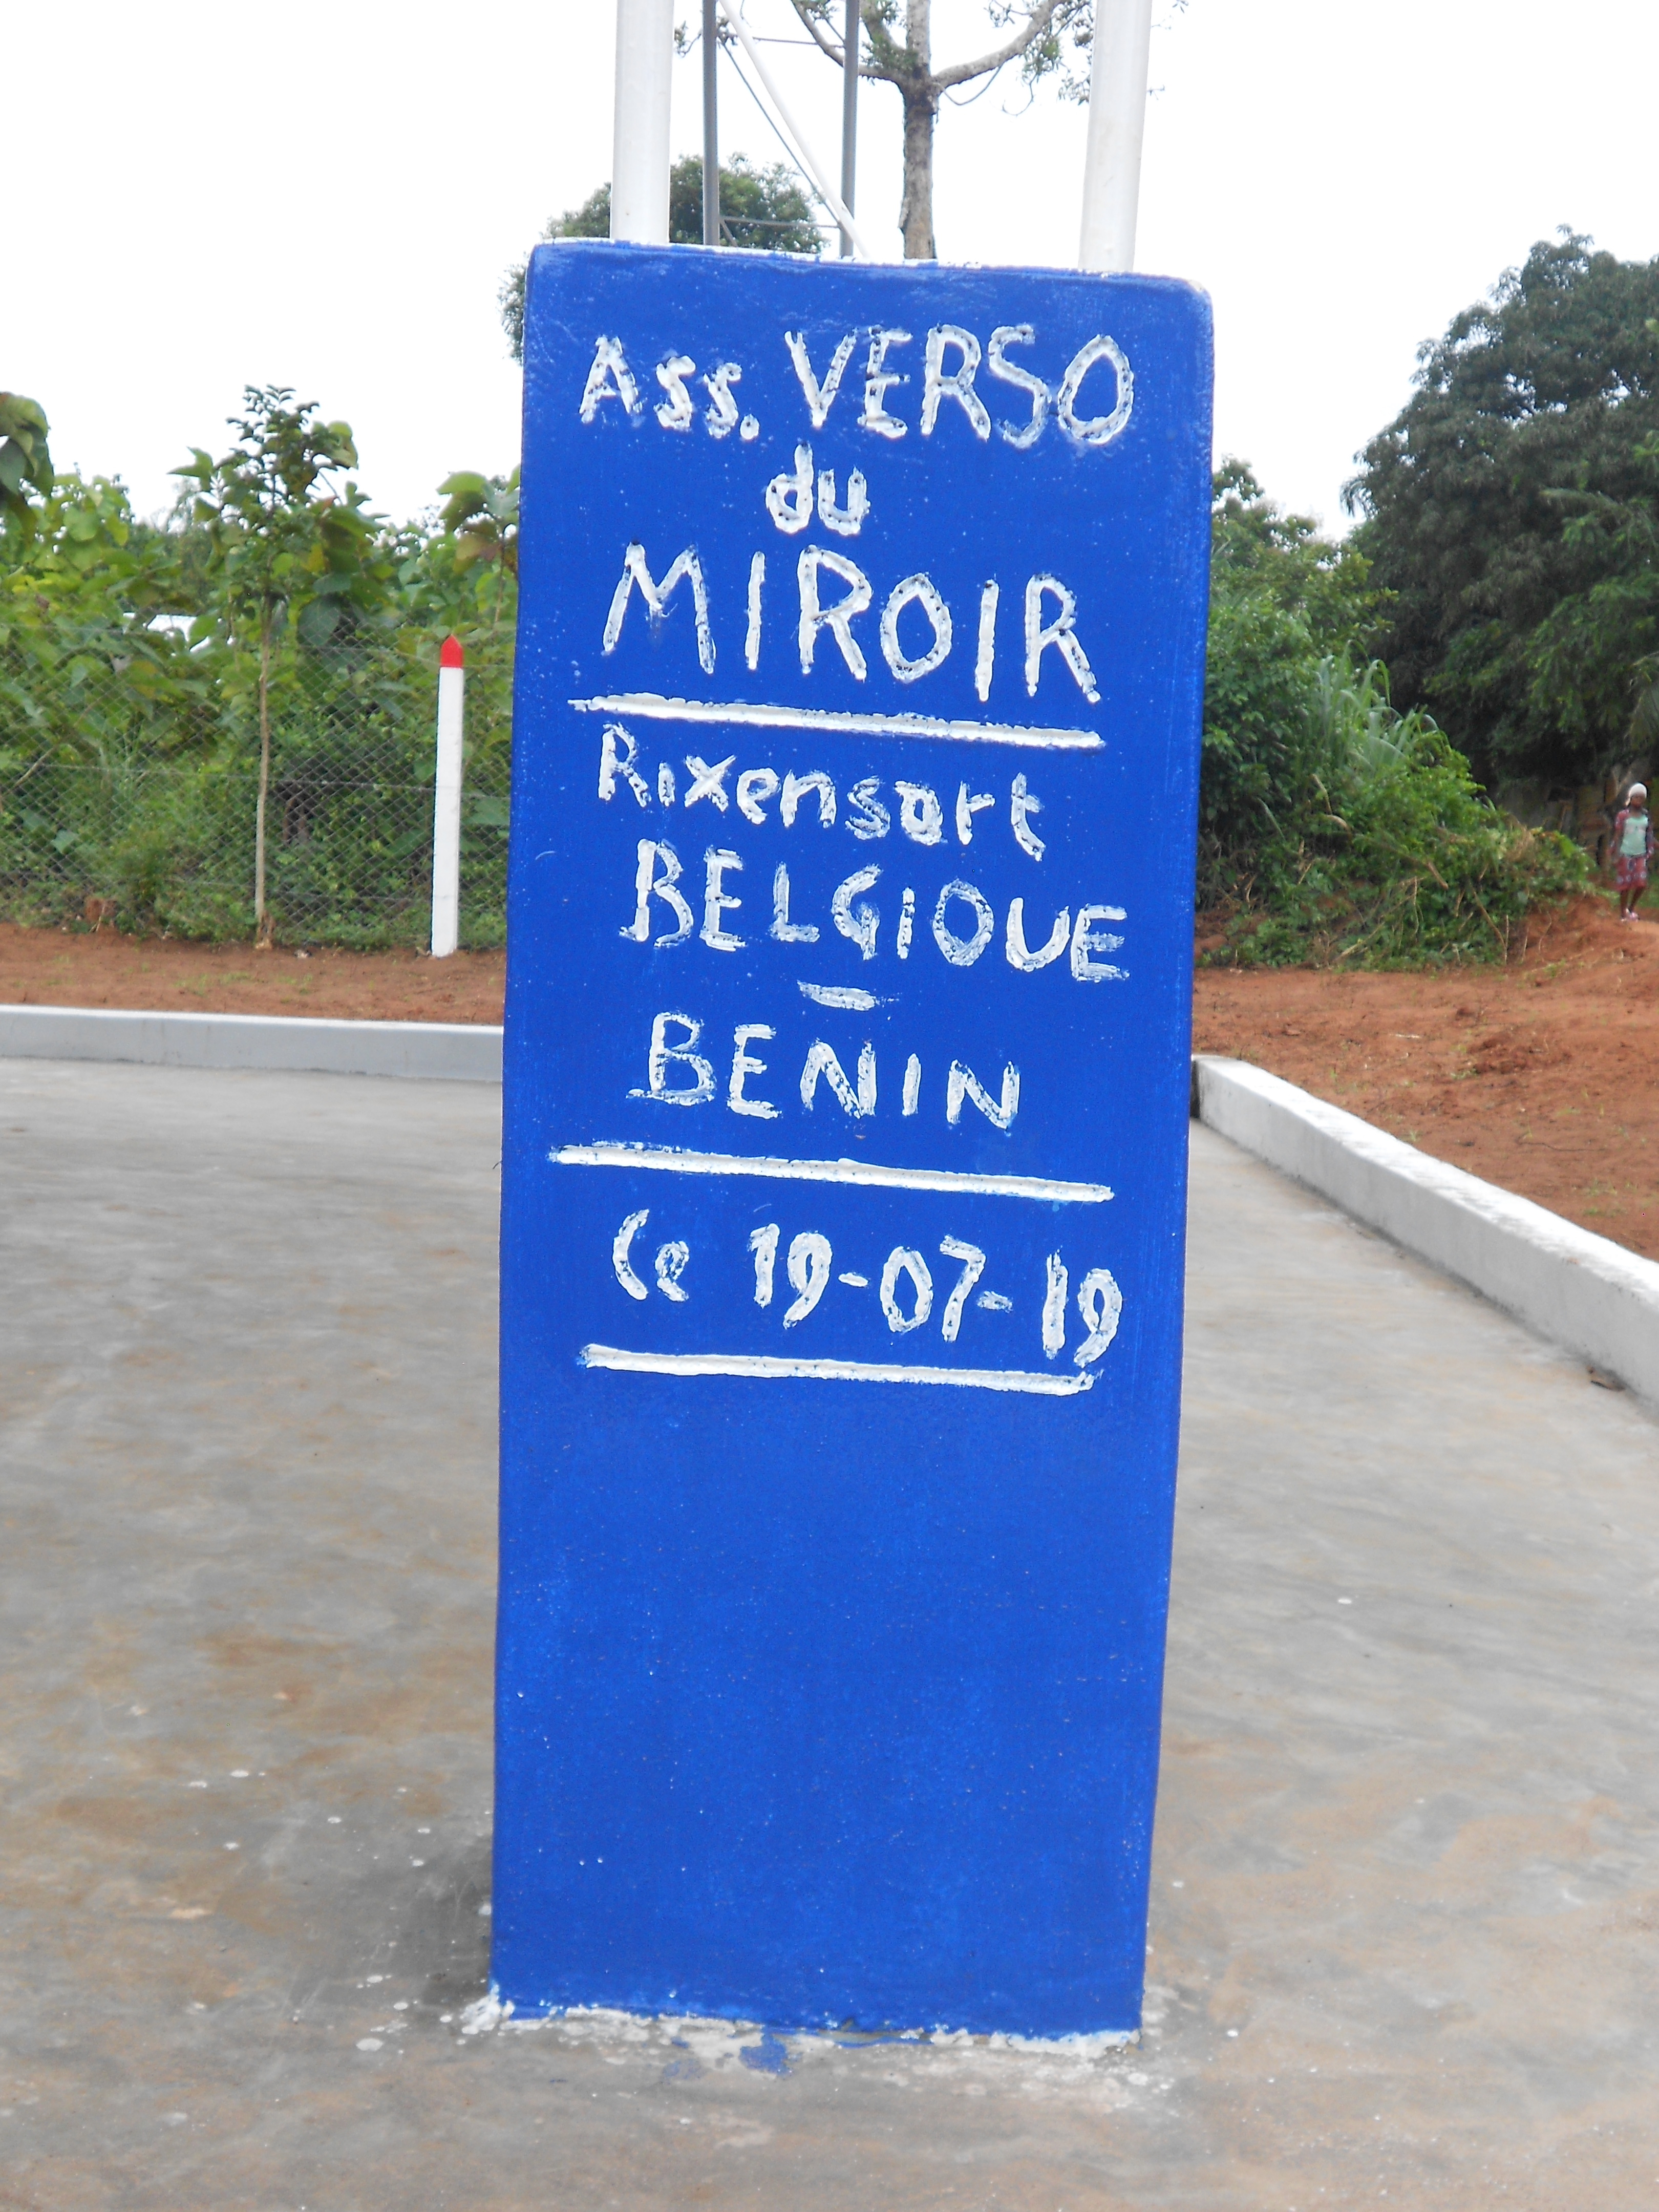 Ass. VERSO
du
MIROIR
Rixensart
BELGIQUE
-
BENIN
Ce 19-07-19